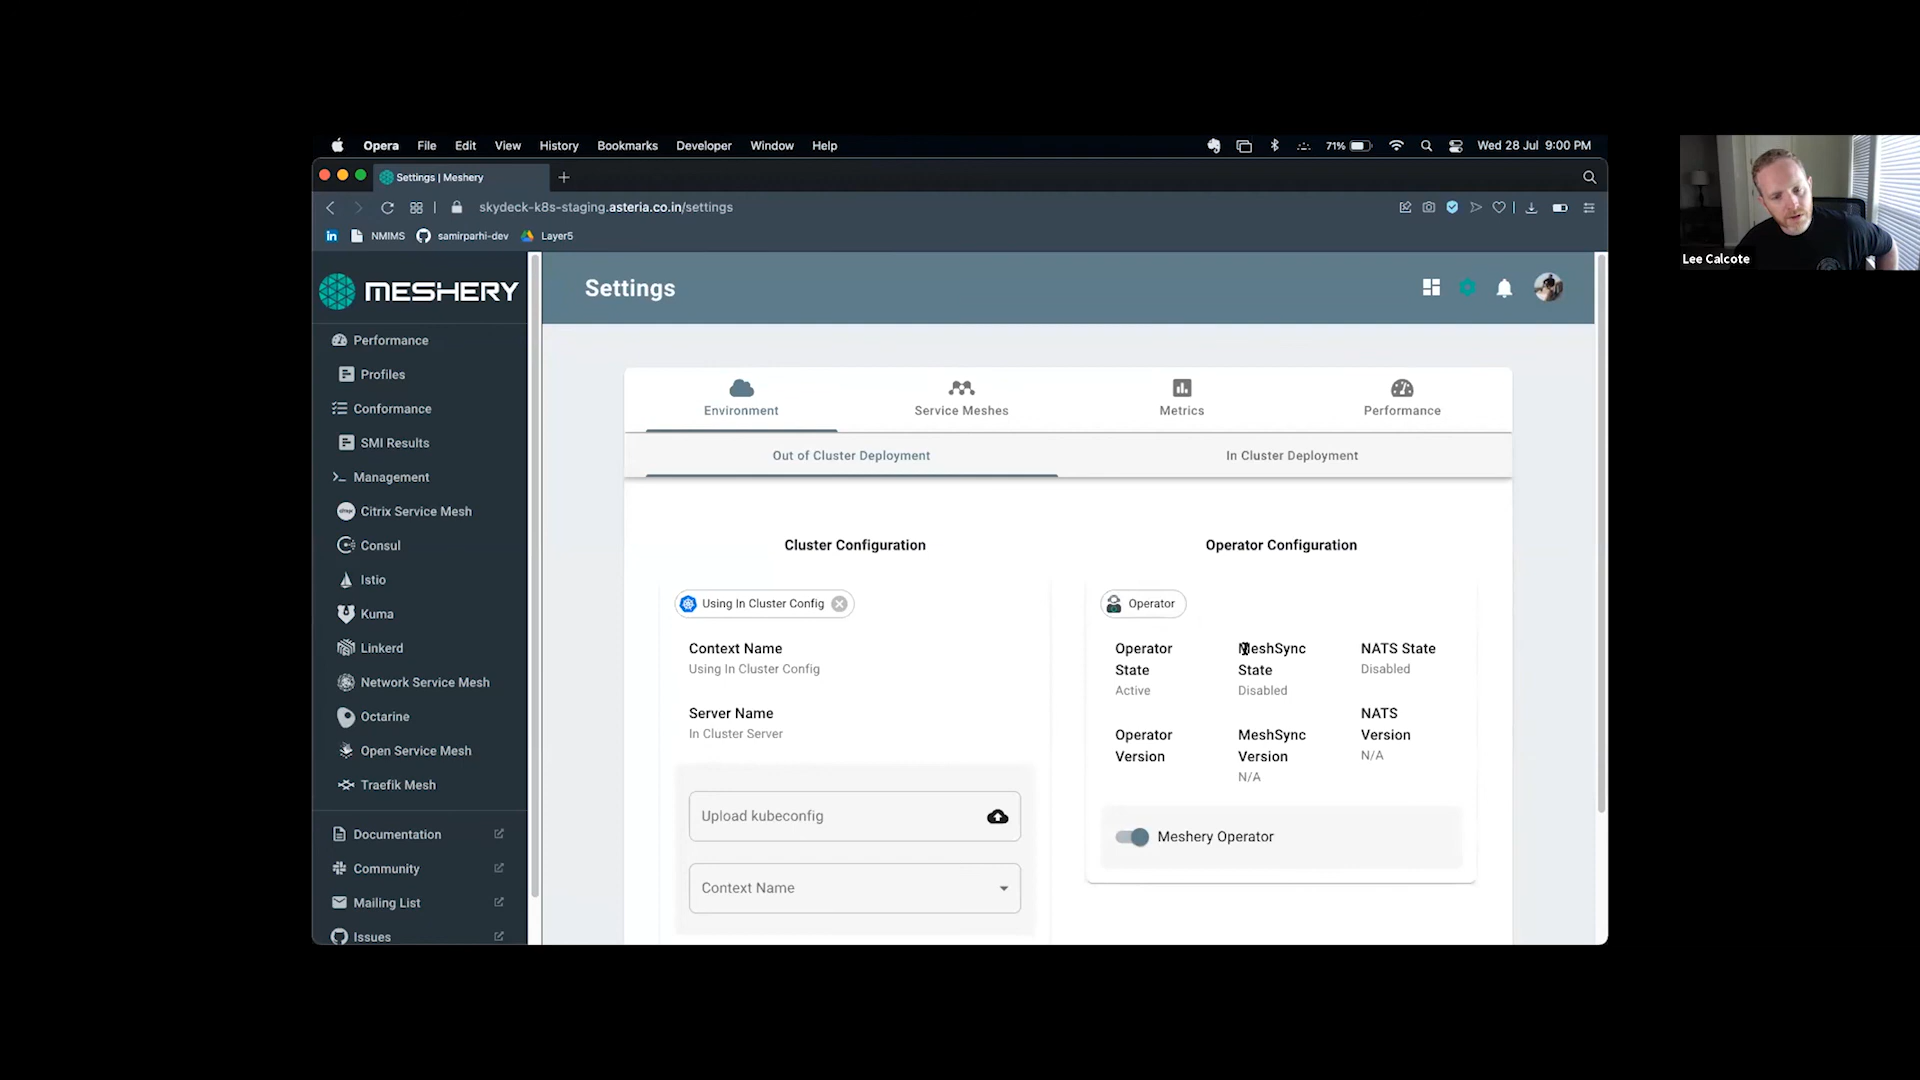 Opera File Edit View History Bookmarks Developer Window Help 71% Wed 28 Jul 9:00 PM
Settings | Meshery
skydeck-k8s-staging.asteria.co.in/settings
in NMIMS samirparhi-dev Layer5
MESHERY
Settings
Performance
Profiles
Conformance
SMI Results
Management
Citrix Service Mesh
Consul
Istio
Kuma
Linkerd
Network Service Mesh
Octarine
Open Service Mesh
Traefik Mesh
Documentation
Community
Mailing List
Issues
Environment Service Meshes Metrics Performance
Out of Cluster Deployment In Cluster Deployment
Cluster Configuration
Using In Cluster Config
Context Name
Using In Cluster Config
Server Name
In Cluster Server
Upload kubeconfig
Context Name
Operator Configuration
Operator
Operator
State
Active
MeshSync
State
Disabled
NATS State
Disabled
Operator
Version
MeshSync
Version
N/A
NATS
Version
N/A
Meshery Operator
Lee Calcote